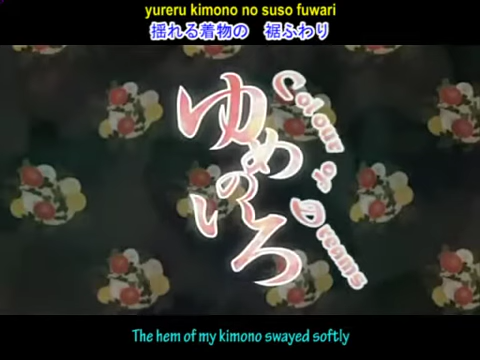 yureru kimono no suso fuwari
揺れる着物の　裾ふわり
ゆめのいろ
Colour of Dreams
The hem of my kimono swayed softly